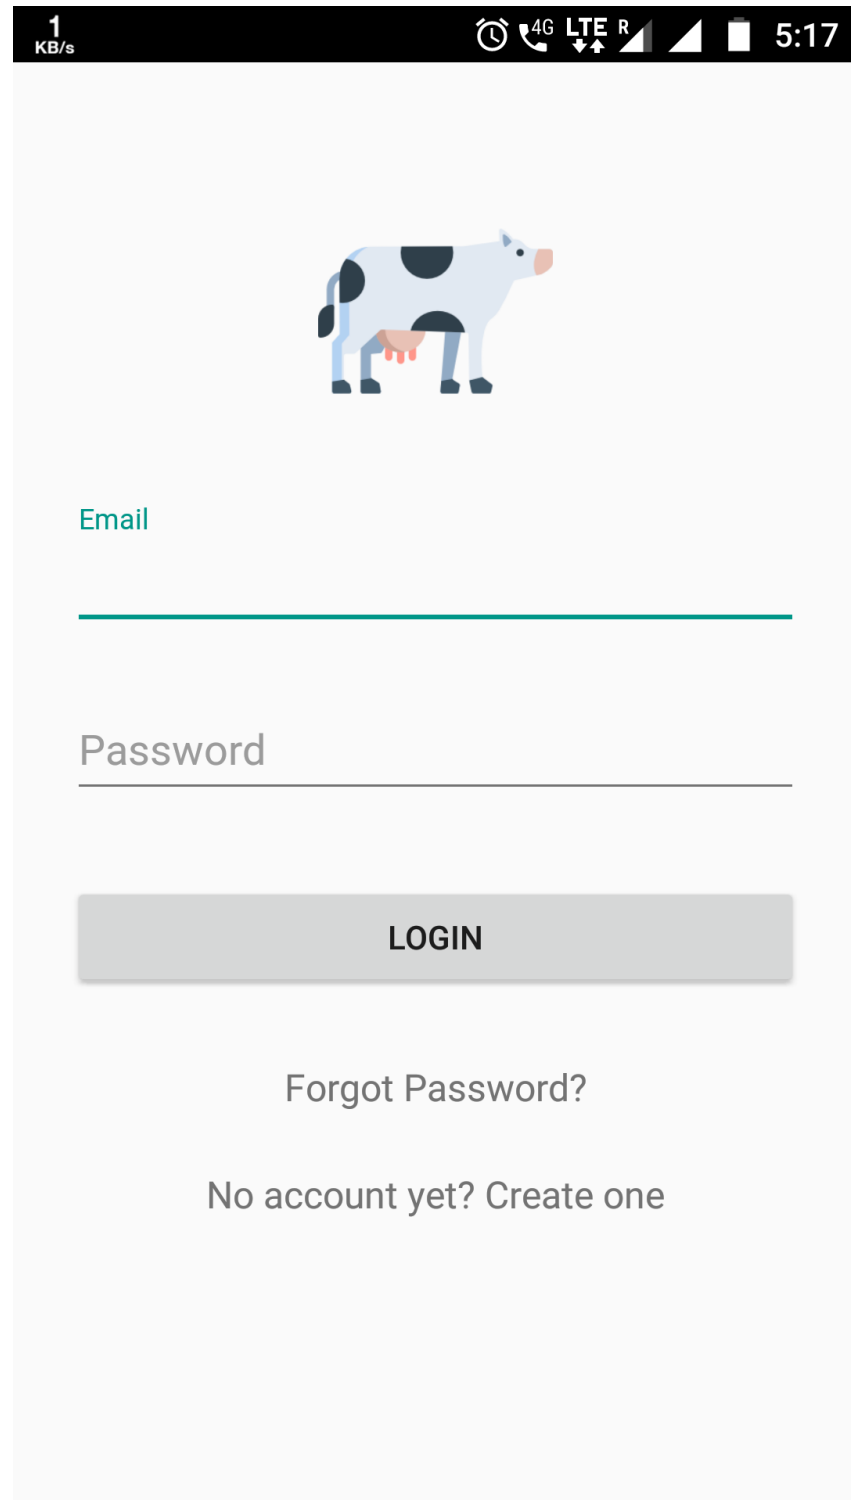 1
KB/s
4G LTE R 5:17
Email
Password
LOGIN
Forgot Password?
No account yet? Create one